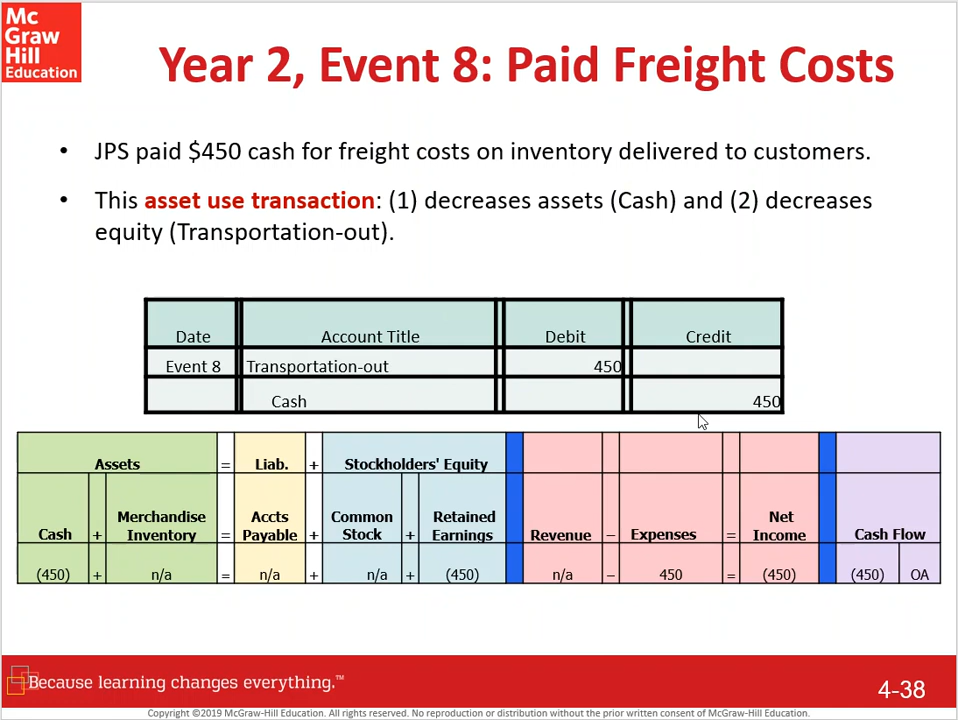 Mc
Graw
Hill
Education
Year 2, Event 8: Paid Freight Costs
• JPS paid $450 cash for freight costs on inventory delivered to customers.
• This asset use transaction: (1) decreases assets (Cash) and (2) decreases
equity (Transportation-out).
Date Account Title Debit Credit
Event 8 Transportation-out 450
Cash 450
Assets = Liab. + Stockholders' Equity
Cash + Merchandise Inventory = Accts Payable + Common Stock + Retained Earnings Revenue − Expenses = Net Income Cash Flow
(450) + n/a = n/a + n/a + (450) n/a − 450 = (450) (450) OA
Because learning changes everything.™
4-38
Copyright ©2019 McGraw-Hill Education. All rights reserved. No reproduction or distribution without the prior written consent of McGraw-Hill Education.